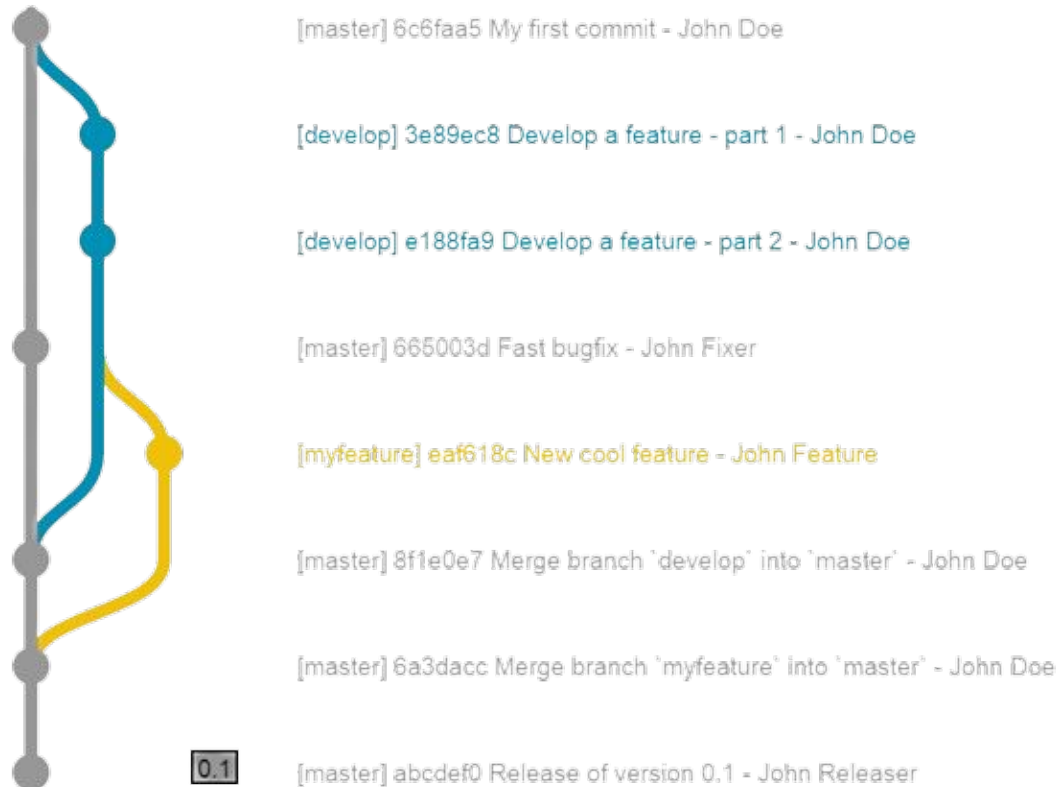 [master] 6c6faa5 My first commit - John Doe
[develop] 3e89ec8 Develop a feature - part 1 - John Doe
[develop] e188fa9 Develop a feature - part 2 - John Doe
[master] 665003d Fast bugfix - John Fixer
[myfeature] eaf618c New cool feature - John Feature
[master] 8f1e0e7 Merge branch `develop` into `master` - John Doe
[master] 6a3dacc Merge branch `myfeature` into `master` - John Doe
0.1 [master] abcdef0 Release of version 0.1 - John Releaser